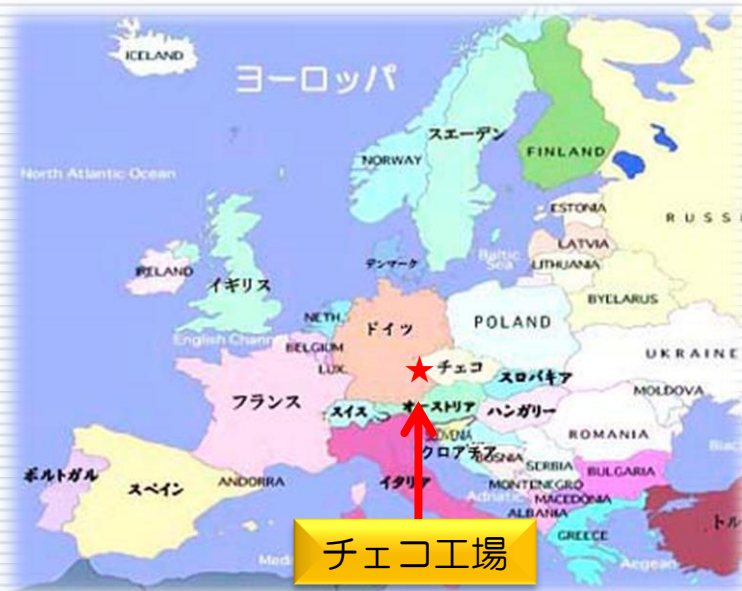 ICELAND
ヨーロッパ
スエーデン
NORWAY
FINLAND
North Atlantic Ocean
ESTONIA
RUSSI
LATVIA
Baltic
Sea
LITHUANIA
デンマーク
IRELAND
イギリス
BYELARUS
NETH.
ドイツ
POLAND
English Chann
BELGIUM
UKRAINE
LUX.
チェコ
スロバキア
MOLDOVA
フランス
スイス
オーストリア
ハンガリー
SLOVENIA
ROMANIA
クロアチア
BOSNIA
SERBIA
BULGARIA
ポルトガル
スペイン
ANDORRA
イタリア
MONTENEGRO
Adriatic
MACEDONIA
ALBANIA
Blac
トル
GREECE
チェコ工場
Medi
Aegean